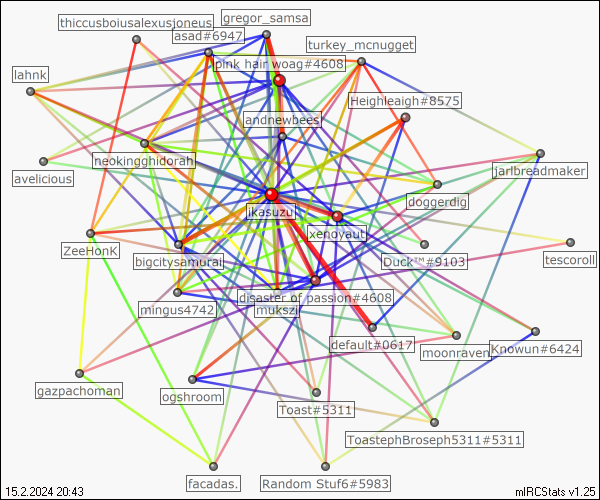 gregor_samsa
thiccusboiusalexusjoneus
asad#6947
turkey_mcnugget
pink hair woag#4608
lahnk
Heighleaigh#8575
andnewbees
neokingghidorah
jarlbreadmaker
avelicious
doggerdig
jkasuzu
xenoyaut
ZeeHonK
bigcitysamurai
Duck™#9103
tescoroll
disaster of passion#4608
mingus4742
mukszi
default#0617
moonraven
Knowun#6424
gazpachoman
ogshroom
Toast#5311
ToastephBroseph5311#5311
facadas.
Random Stuf6#5983
15.2.2024 20:43
mIRCStats v1.25